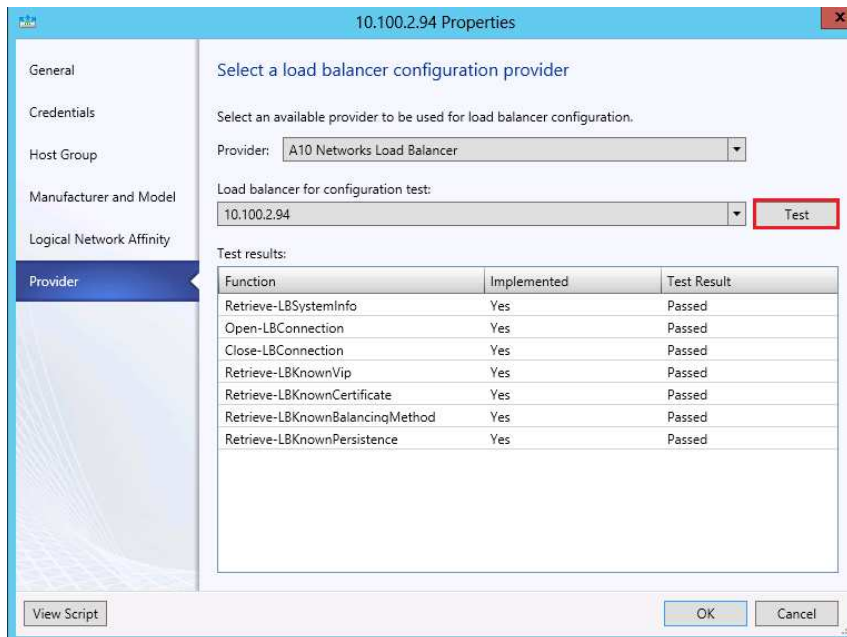 10.100.2.94 Properties
x
General
Credentials
Host Group
Manufacturer and Model
Logical Network Affinity
Provider
Select a load balancer configuration provider
Select an available provider to be used for load balancer configuration.
Provider: A10 Networks Load Balancer
Load balancer for configuration test:
10.100.2.94 Test
Test results:
Function Implemented Test Result
Retrieve-LBSystemInfo Yes Passed
Open-LBConnection Yes Passed
Close-LBConnection Yes Passed
Retrieve-LBKnownVip Yes Passed
Retrieve-LBKnownCertificate Yes Passed
Retrieve-LBKnownBalancingMethod Yes Passed
Retrieve-LBKnownPersistence Yes Passed
View Script OK Cancel